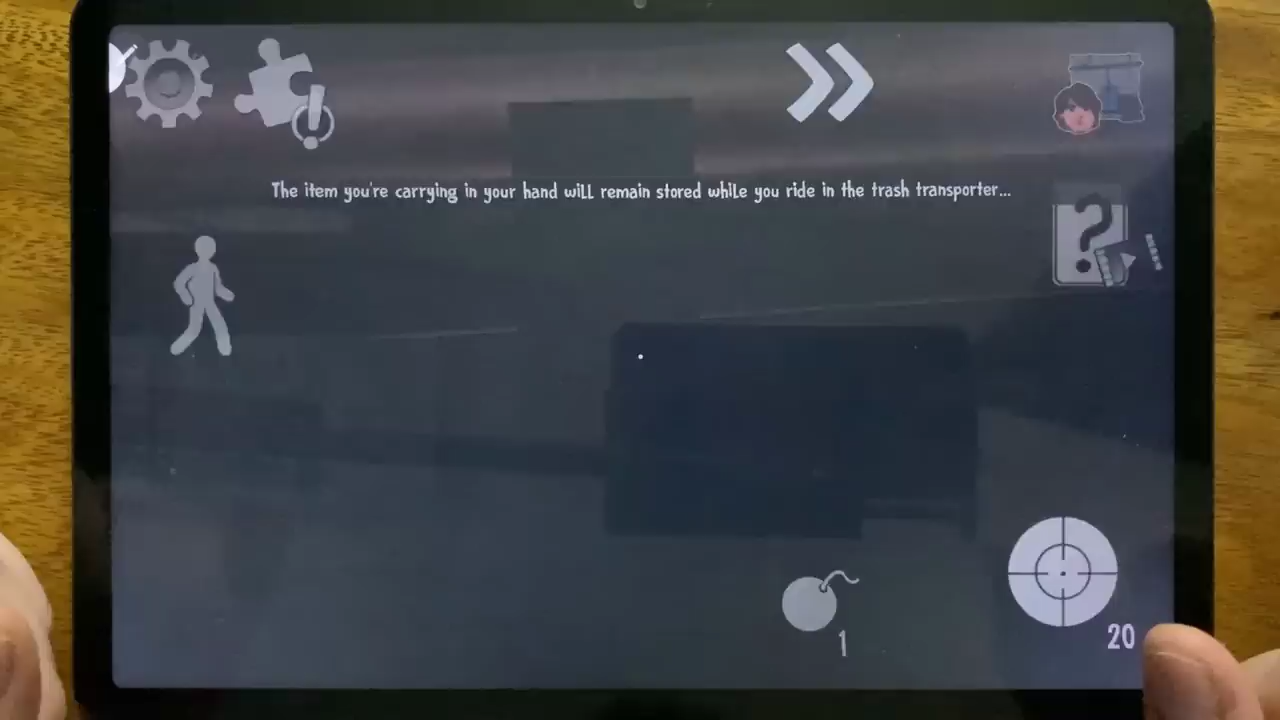 The item you're carrying in your hand will remain stored while you ride in the trash transporter...
?
1
20